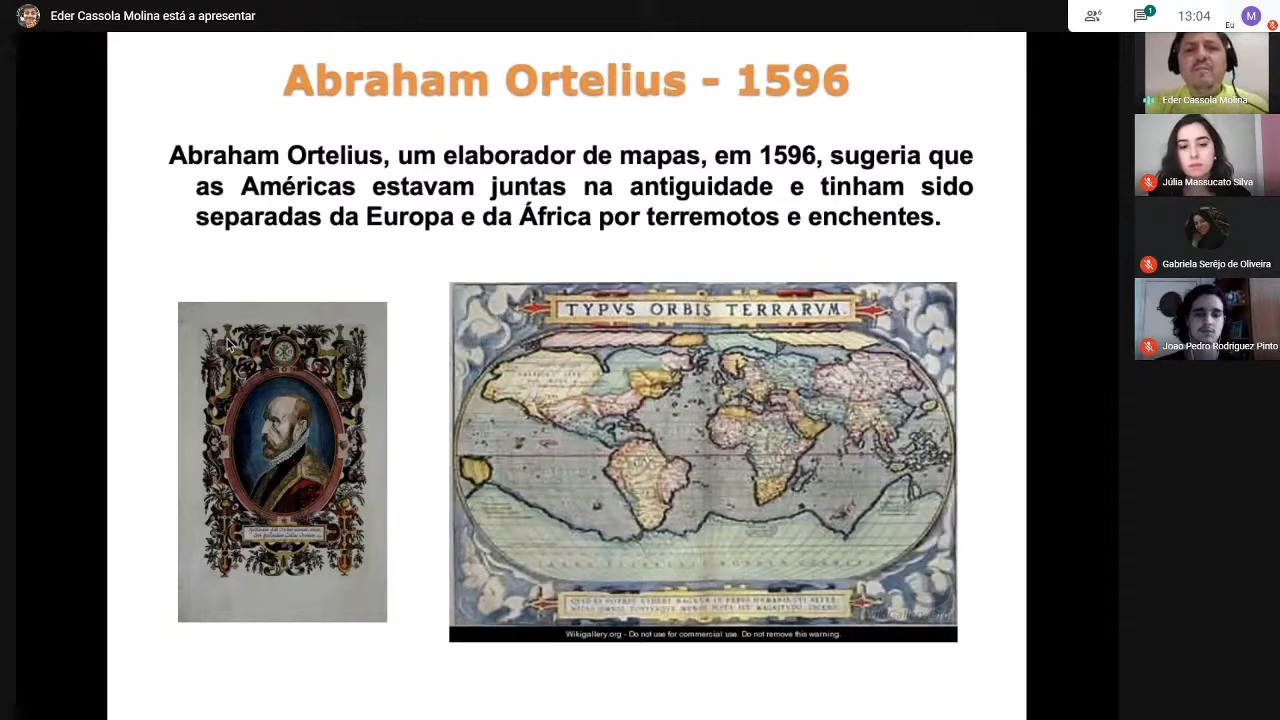 Eder Cassola Molina está a apresentar
6
1
13:04
Eu
M
Abraham Ortelius - 1596
Abraham Ortelius, um elaborador de mapas, em 1596, sugeria que
as Américas estavam juntas na antiguidade e tinham sido
separadas da Europa e da África por terremotos e enchentes.
TYPVS ORBIS TERRARVM.
Wikigallery.org - Do not use for commercial use. Do not remove this warning.
Eder Cassola Molina
Júlia Massucato Silva
Gabriela Serêjo de Oliveira
Joao Pedro Rodriguez Pinto